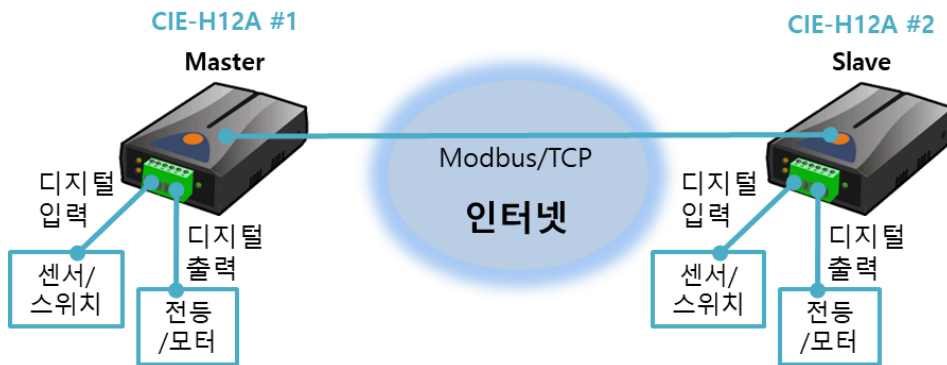 CIE-H12A #1
Master
CIE-H12A #2
Slave
Modbus/TCP
인터넷
디지털
입력
디지털
출력
센서/
스위치
전등
/모터
디지털
입력
디지털
출력
센서/
스위치
전등
/모터